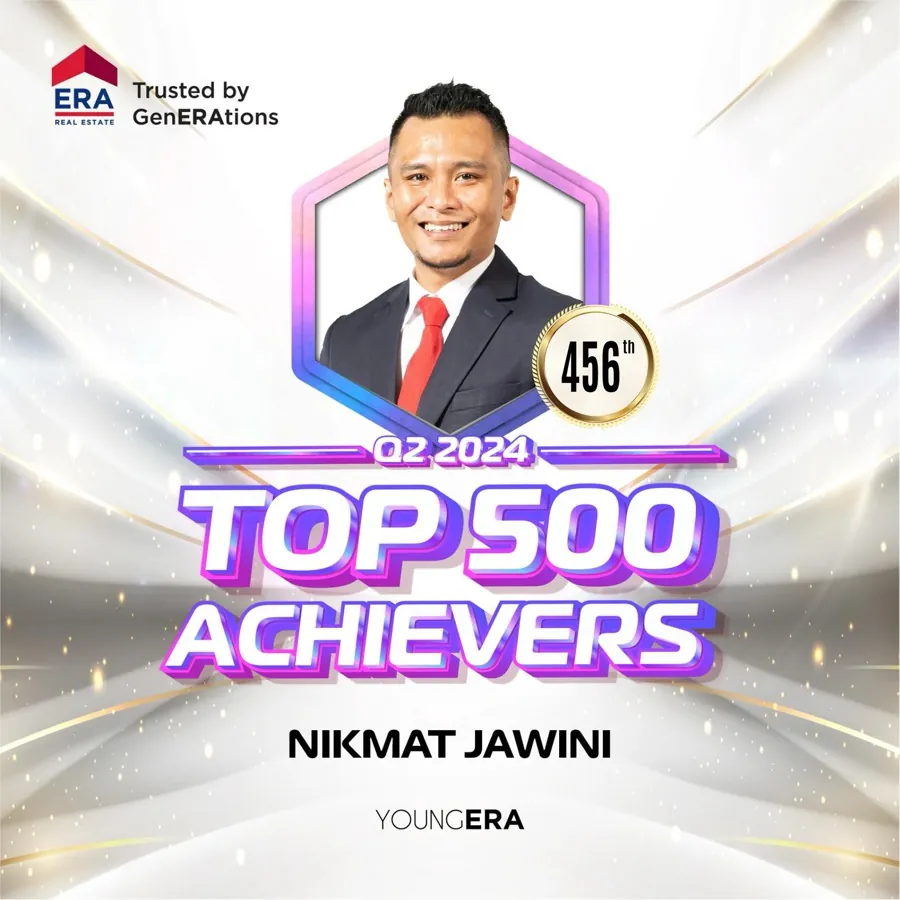 ERA
REAL ESTATE
Trusted by
GenERAtions
456th
Q2 2024
TOP 500
ACHIEVERS
NIKMAT JAWINI
YOUNGERA